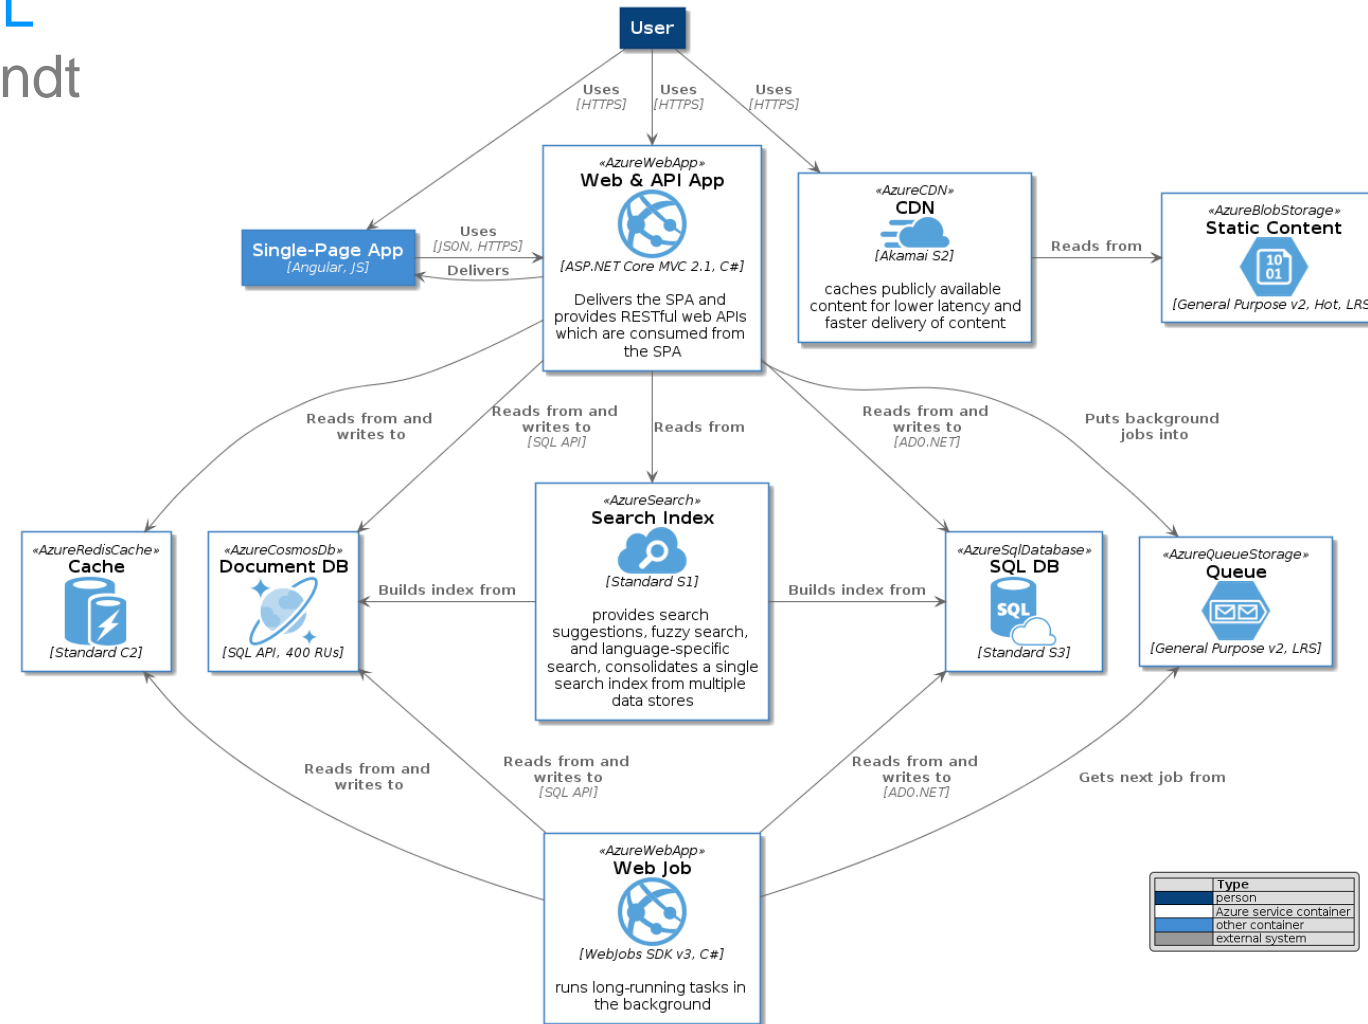 L
ndt
User
Uses
[HTTPS]
Uses
[HTTPS]
Uses
[HTTPS]
«AzureWebApp»
Web & API App
[ASP.NET Core MVC 2.1, C#]
Delivers the SPA and
provides RESTful web APIs
which are consumed from
the SPA
«AzureCDN»
CDN
[Akamai S2]
caches publicly available
content for lower latency and
faster delivery of content
Reads from
«AzureBlobStorage»
Static Content
10
01
[General Purpose v2, Hot, LRS
Single-Page App
[Angular, JS]
Uses
[JSON, HTTPS]
Delivers
Reads from and
writes to
Reads from and
writes to
[SQL API]
Reads from
Reads from and
writes to
[ADO.NET]
Puts background
jobs into
«AzureRedisCache»
Cache
[Standard C2]
«AzureCosmosDb»
Document DB
[SQL API, 400 RUs]
Builds index from
«AzureSearch»
Search Index
[Standard S1]
provides search
suggestions, fuzzy search,
and language-specific
search, consolidates a single
search index from multiple
data stores
Builds index from
«AzureSqlDatabase»
SQL DB
SQL
[Standard S3]
«AzureQueueStorage»
Queue
[General Purpose v2, LRS]
Reads from and
writes to
Reads from and
writes to
[SQL API]
Reads from and
writes to
[ADO.NET]
Gets next job from
«AzureWebApp»
Web Job
[WebJobs SDK v3, C#]
runs long-running tasks in
the background
Type
person
Azure service container
other container
external system